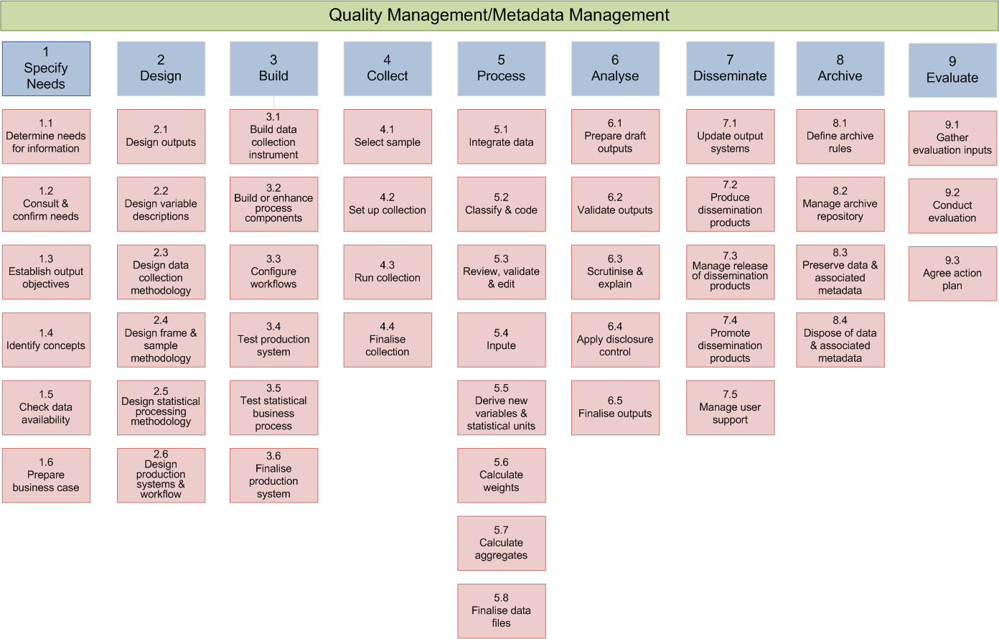 Quality Management/Metadata Management
1
Specify
Needs
2
Design
3
Build
4
Collect
5
Process
6
Analyse
7
Disseminate
8
Archive
9
Evaluate
1.1
Determine needs
for information
1.2
Consult &
confirm needs
1.3
Establish output
objectives
1.4
Identify concepts
1.5
Check data
availability
1.6
Prepare
business case
2.1
Design outputs
2.2
Design variable
descriptions
2.3
Design data
collection
methodology
2.4
Design frame &
sample
methodology
2.5
Design statistical
processing
methodology
2.6
Design
production
systems &
workflow
3.1
Build data
collection
instrument
3.2
Build or enhance
process
components
3.3
Configure
workflows
3.4
Test production
system
3.5
Test statistical
business
process
3.6
Finalise
production
system
4.1
Select sample
4.2
Set up collection
4.3
Run collection
4.4
Finalise
collection
5.1
Integrate data
5.2
Classify & code
5.3
Review, validate
& edit
5.4
Inpute
5.5
Derive new
variables &
statistical units
5.6
Calculate
weights
5.7
Calculate
aggregates
5.8
Finalise data
files
6.1
Prepare draft
outputs
6.2
Validate outputs
6.3
Scrutinise &
explain
6.4
Apply disclosure
control
6.5
Finalise outputs
7.1
Update output
systems
7.2
Produce
dissemination
products
7.3
Manage release
of dissemination
products
7.4
Promote
dissemination
products
7.5
Manage user
support
8.1
Define archive
rules
8.2
Manage archive
repository
8.3
Preserve data &
associated
metadata
8.4
Dispose of data
& associated
metadata
9.1
Gather
evaluation inputs
9.2
Conduct
evaluation
9.3
Agree action
plan